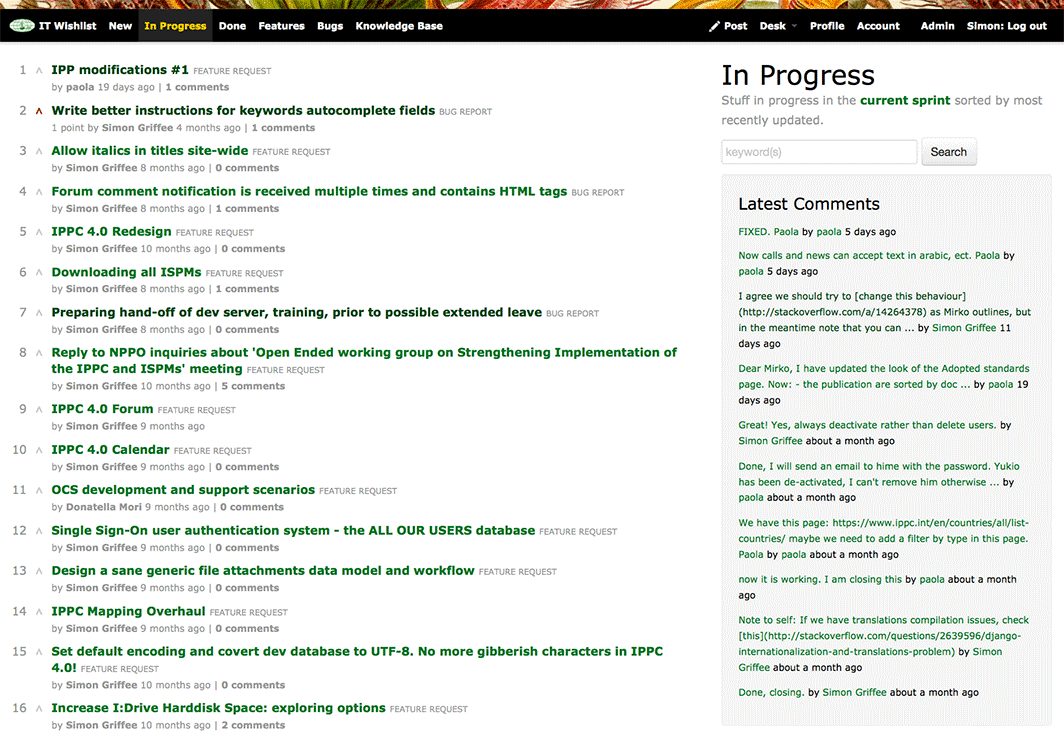 IT Wishlist New In Progress Done Features Bugs Knowledge Base Post Desk Profile Account Admin Simon: Log out
1 ^ IPP modifications #1 FEATURE REQUEST
by paola 19 days ago | 1 comments
2 ^ Write better instructions for keywords autocomplete fields BUG REPORT
1 point by Simon Griffee 4 months ago | 1 comments
3 ^ Allow italics in titles site-wide FEATURE REQUEST
by Simon Griffee 8 months ago | 0 comments
4 ^ Forum comment notification is received multiple times and contains HTML tags BUG REPORT
by Simon Griffee 8 months ago | 1 comments
5 ^ IPPC 4.0 Redesign FEATURE REQUEST
by Simon Griffee 10 months ago | 0 comments
6 ^ Downloading all ISPMs FEATURE REQUEST
by Simon Griffee 8 months ago | 1 comments
7 ^ Preparing hand-off of dev server, training, prior to possible extended leave BUG REPORT
by Simon Griffee 8 months ago | 0 comments
8 ^ Reply to NPPO inquiries about 'Open Ended working group on Strengthening Implementation of
the IPPC and ISPMs' meeting FEATURE REQUEST
by Simon Griffee 10 months ago | 5 comments
9 ^ IPPC 4.0 Forum FEATURE REQUEST
by Simon Griffee 9 months ago
10 ^ IPPC 4.0 Calendar FEATURE REQUEST
by Simon Griffee 9 months ago | 0 comments
11 ^ OCS development and support scenarios FEATURE REQUEST
by Donatella Mori 9 months ago | 0 comments
12 ^ Single Sign-On user authentication system - the ALL OUR USERS database FEATURE REQUEST
by Simon Griffee 9 months ago | 0 comments
13 ^ Design a sane generic file attachments data model and workflow FEATURE REQUEST
by Simon Griffee 9 months ago | 0 comments
14 ^ IPPC Mapping Overhaul FEATURE REQUEST
by Simon Griffee 9 months ago | 0 comments
15 ^ Set default encoding and covert dev database to UTF-8. No more gibberish characters in IPPC
4.0! FEATURE REQUEST
by Simon Griffee 10 months ago | 0 comments
16 ^ Increase I:Drive Harddisk Space: exploring options FEATURE REQUEST
by Simon Griffee 10 months ago | 2 comments
In Progress
Stuff in progress in the current sprint sorted by most
recently updated.
keyword(s) Search
Latest Comments
FIXED. Paola by paola 5 days ago
Now calls and news can accept text in arabic, ect. Paola by
paola 5 days ago
I agree we should try to [change this behaviour]
(http://stackoverflow.com/a/14264378) as Mirko outlines, but
in the meantime note that you can ... by Simon Griffee 11
days ago
Dear Mirko, I have updated the look of the Adopted standards
page. Now: - the publication are sorted by doc ... by paola 19
days ago
Great! Yes, always deactivate rather than delete users. by
Simon Griffee about a month ago
Done, I will send an email to hime with the password. Yukio
has been de-activated, I can't remove him otherwise ... by
paola about a month ago
We have this page: https://www.ippc.int/en/countries/all/list-
countries/ maybe we need to add a filter by type in this page.
Paola by paola about a month ago
now it is working. I am closing this by paola about a month
ago
Note to self: If we have translations compilation issues, check
[this](http://stackoverflow.com/questions/2639596/django-
internationalization-and-translations-problem) by Simon
Griffee about a month ago
Done, closing. by Simon Griffee about a month ago